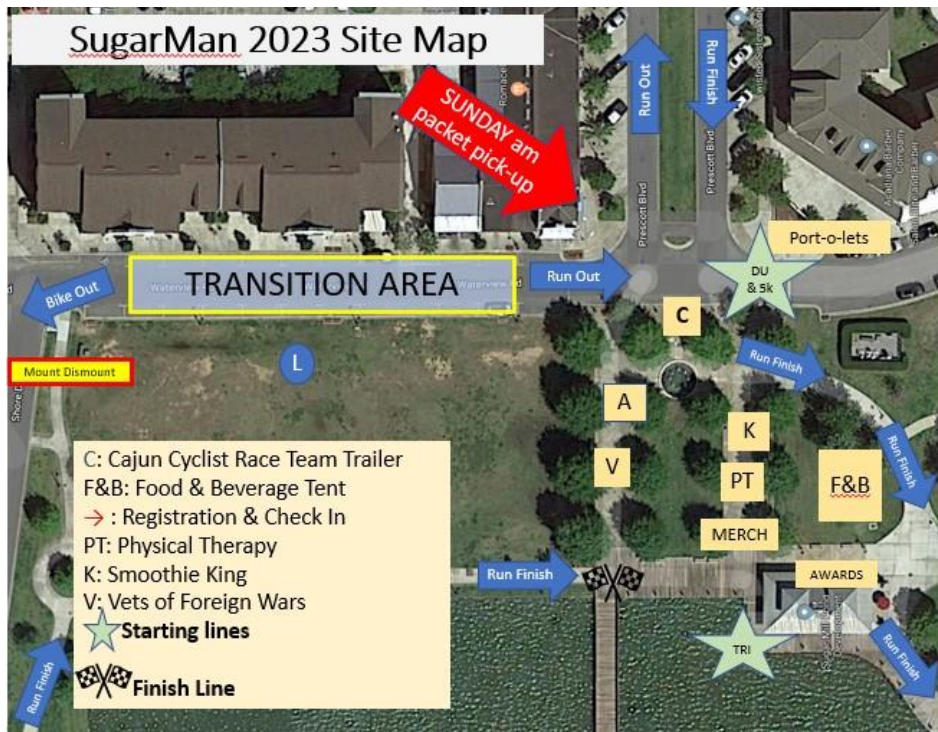 SugarMan 2023 Site Map
SUNDAY am
packet pick-up
Run Out
Run Finish
Prescott Blvd
Prescott Blvd
Acadiana Barber
Company
Port-o-lets
DU
& 5k
Bike Out
TRANSITION AREA
Run Out
Mount Dismount
L
C
Run Finish
A
K
V
PT
F&B
Run Finish
MERCH
C: Cajun Cyclist Race Team Trailer
F&B: Food & Beverage Tent
→ : Registration & Check In
PT: Physical Therapy
K: Smoothie King
V: Vets of Foreign Wars
Starting lines
Finish Line
Run Finish
AWARDS
TRI
Run Finish
Run Finish